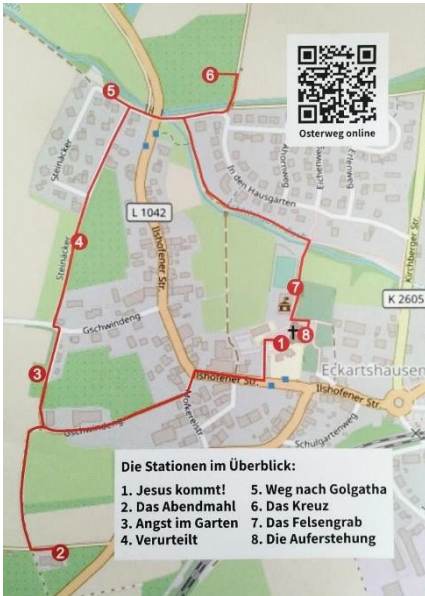 6
Osterweg online
5
Steinäcker
In den Hausgärten
Ahornweg
Eichenweg
Erlenweg
L 1042
Ilshofener Str.
Kirchberger Str.
4
Steinäcker
7
K 2605
Gschwindeng
1
8
3
Eckartshausen
Ilshofener Str.
Ilshofener Str.
Gschwindeng
Molkereistr
Schulgartenweg
2
Die Stationen im Überblick:
1. Jesus kommt!
2. Das Abendmahl
3. Angst im Garten
4. Verurteilt
5. Weg nach Golgatha
6. Das Kreuz
7. Das Felsengrab
8. Die Auferstehung